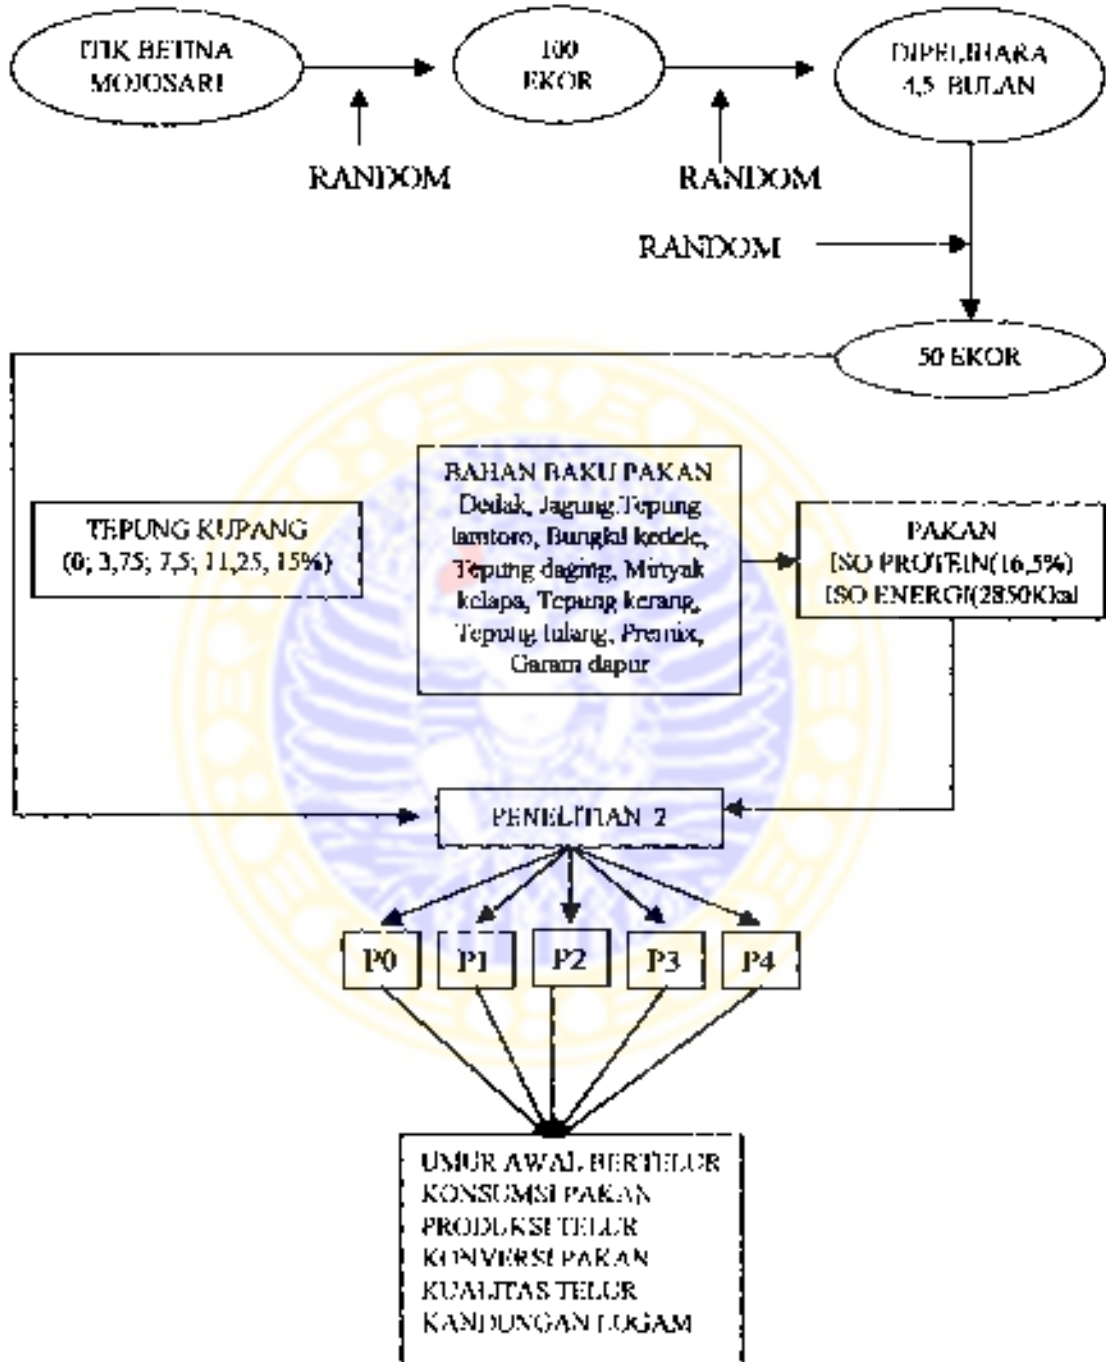 ITIK BETINA
MOJOSARI
100
EKOR
DIPELIHARA
4,5 BULAN
RANDOM
RANDOM
RANDOM
50 EKOR
TEPUNG KUPANG
(0; 3,75; 7,5; 11,25, 15%)
BAHAN BAKU PAKAN
Dedak, Jagung,Tepung
lamtoro, Bungkil kedele,
Tepung daging, Minyak
kelapa, Tepung kerang,
Tepung tulang, Premix,
Garam dapur
PAKAN
ISO PROTEIN(16,5%)
ISO ENERGI(2850Kkal
PENELITIAN 2
P0
P1
P2
P3
P4
UMUR AWAL BERTELUR
KONSUMSI PAKAN
PRODUKSI TELUR
KONVERSI PAKAN
KUALITAS TELUR
KANDUNGAN LOGAM